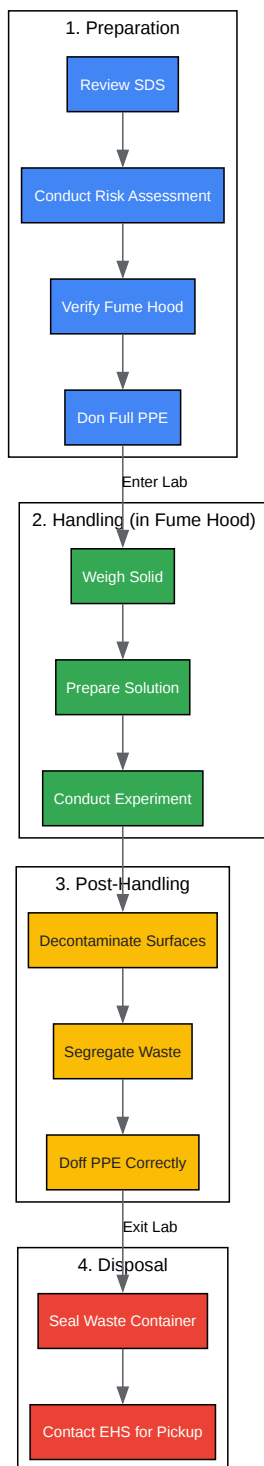 1. Preparation
Review SDS
Conduct Risk Assessment
Verify Fume Hood
Don Full PPE
Enter Lab
2. Handling (in Fume Hood)
Weigh Solid
Prepare Solution
Conduct Experiment
3. Post-Handling
Decontaminate Surfaces
Segregate Waste
Doff PPE Correctly
Exit Lab
4. Disposal
Seal Waste Container
Contact EHS for Pickup